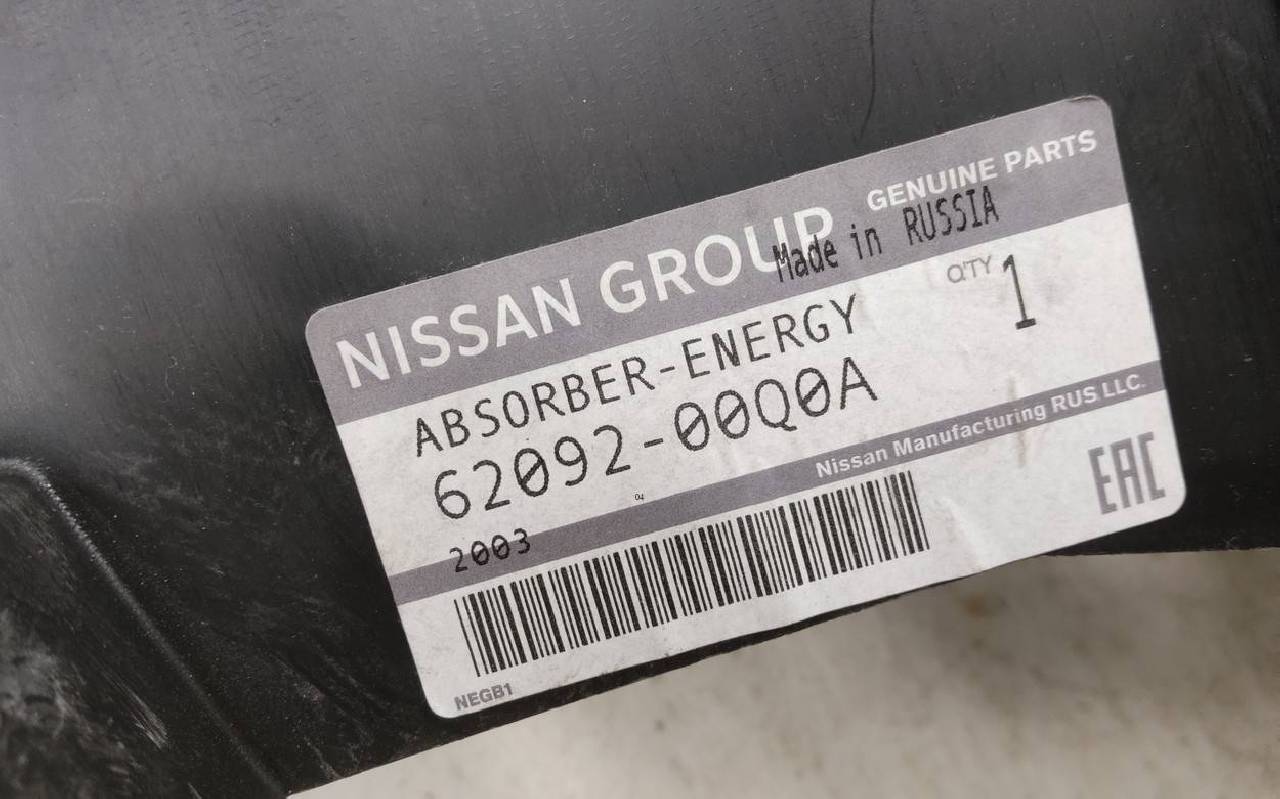 NISSAN GROUP
GENUINE PARTS
Made in RUSSIA
ABSORBER-ENERGY
Q'TY 1
62092-00Q0A
Nissan Manufacturing RUS LLC.
2003
EAC
NEGB1